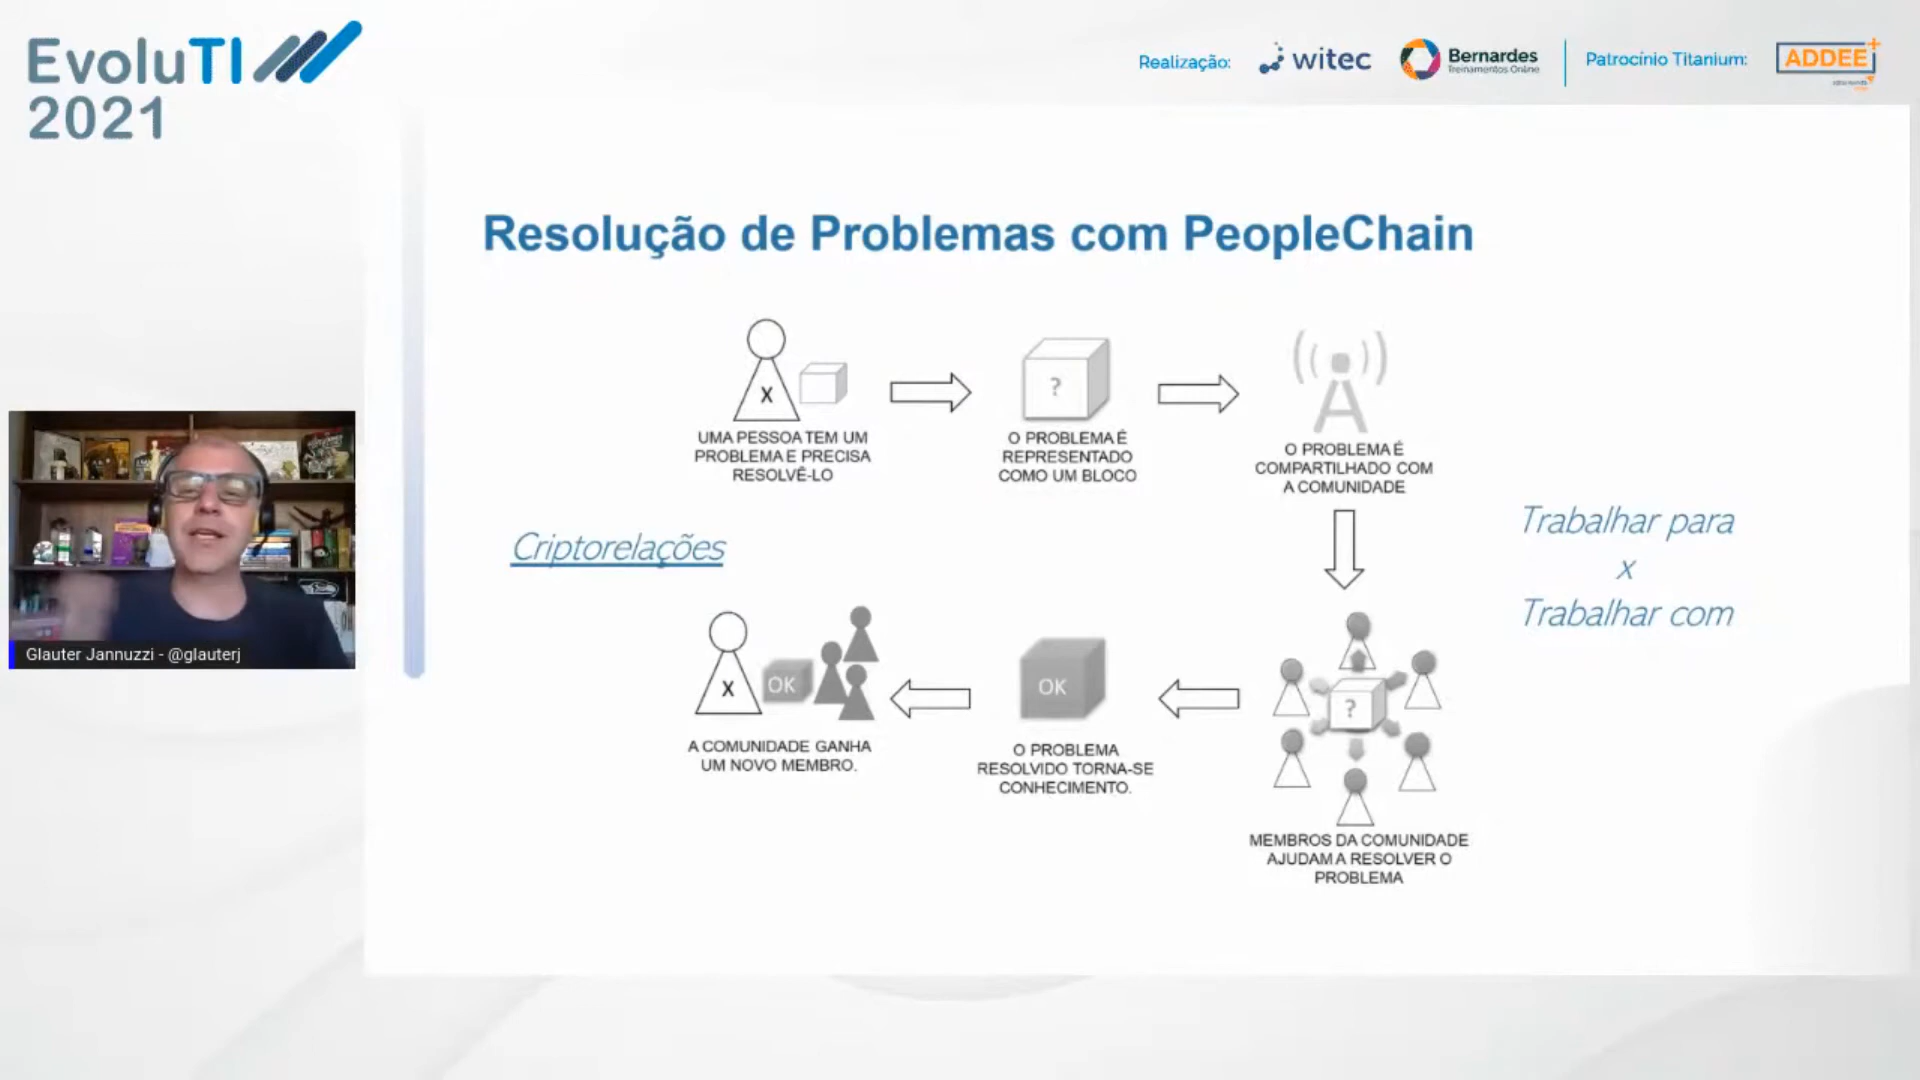 EvoluTI
2021
Realização:
witec
Bernardes
Treinamentos Online
Patrocínio Titanium:
ADDEE
Resolução de Problemas com PeopleChain
X
?
A
UMA PESSOA TEM UM
PROBLEMA E PRECISA
RESOLVÊ-LO
O PROBLEMA É
REPRESENTADO
COMO UM BLOCO
O PROBLEMA É
COMPARTILHADO COM
A COMUNIDADE
Criptorelações
Trabalhar para
x
Trabalhar com
X
OK
OK
?
A COMUNIDADE GANHA
UM NOVO MEMBRO.
O PROBLEMA
RESOLVIDO TORNA-SE
CONHECIMENTO.
MEMBROS DA COMUNIDADE
AJUDAM A RESOLVER O
PROBLEMA
Glauter Jannuzzi - @glauterj